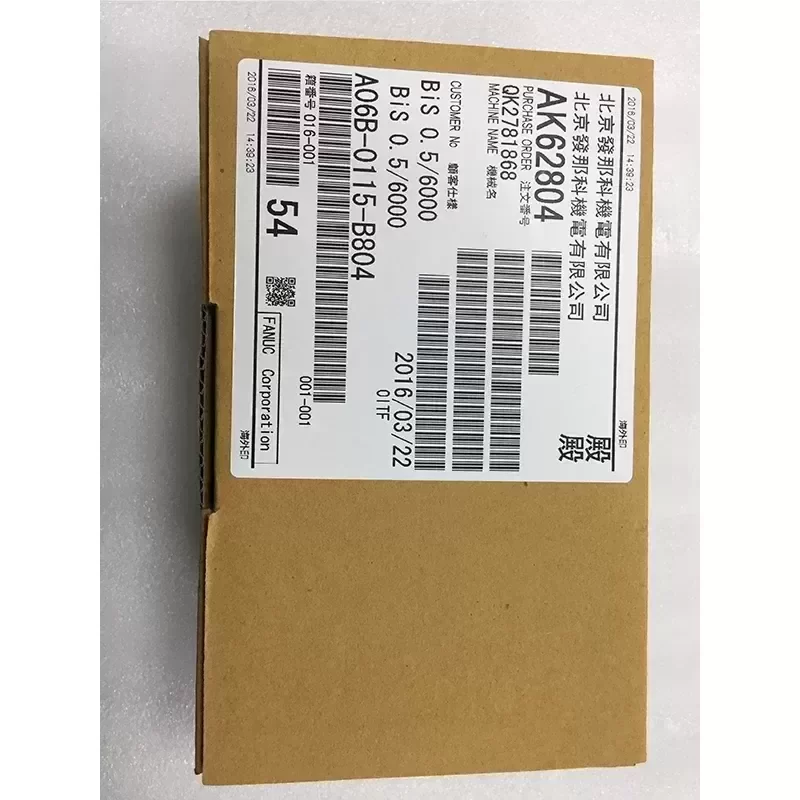 2016/03/22 14:39:23 海外印
北京發那科機電有限公司 殿
北京發那科機電有限公司 殿
AK62804
PURCHASE ORDER 注文番号
QK2781868
MACHINE NAME 機械名
CUSTOMER No 顧客仕様
BiS 0.5/6000
BiS 0.5/6000
2016/03/22
OITF
A06B-0115-B804
籍番号 016-001
001-001
54
FANUC Corporation
2016/03/22 14:39:23
海外印